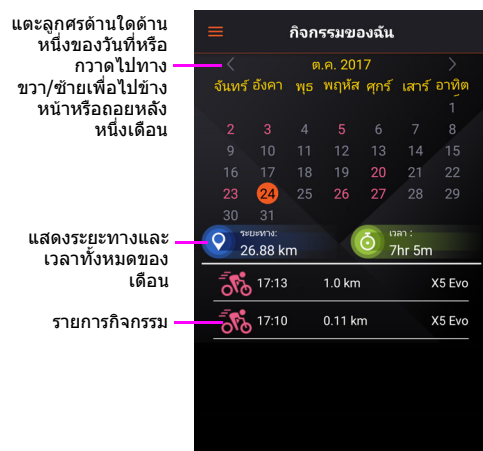 แตะลูกศรด้านใดด้าน
หนึ่งของวันที่หรือ
กวาดไปทาง
ขวา/ซ้ายเพื่อไปข้าง
หน้าหรือถอยหลัง
หนึ่งเดือน
แสดงระยะทางและ
เวลาทั้งหมดของ
เดือน
รายการกิจกรรม
กิจกรรมของฉัน
ต.ค. 2017
จันทร์ อังคา พุธ พฤหัส ศุกร์ เสาร์ อาทิต
1
2 3 4 5 6 7 8
9 10 11 12 13 14 15
16 17 18 19 20 21 22
23 24 25 26 27 28 29
30 31
ระยะทาง: เวลา :
26.88 km 7hr 5m
17:13 1.0 km X5 Evo
17:10 0.11 km X5 Evo